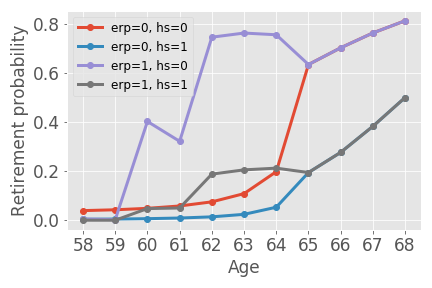 Retirement probability
0.8
0.6
0.4
0.2
0.0
erp=0, hs=0
erp=0, hs=1
erp=1, hs=0
erp=1, hs=1
58 59 60 61 62 63 64 65 66 67 68
Age